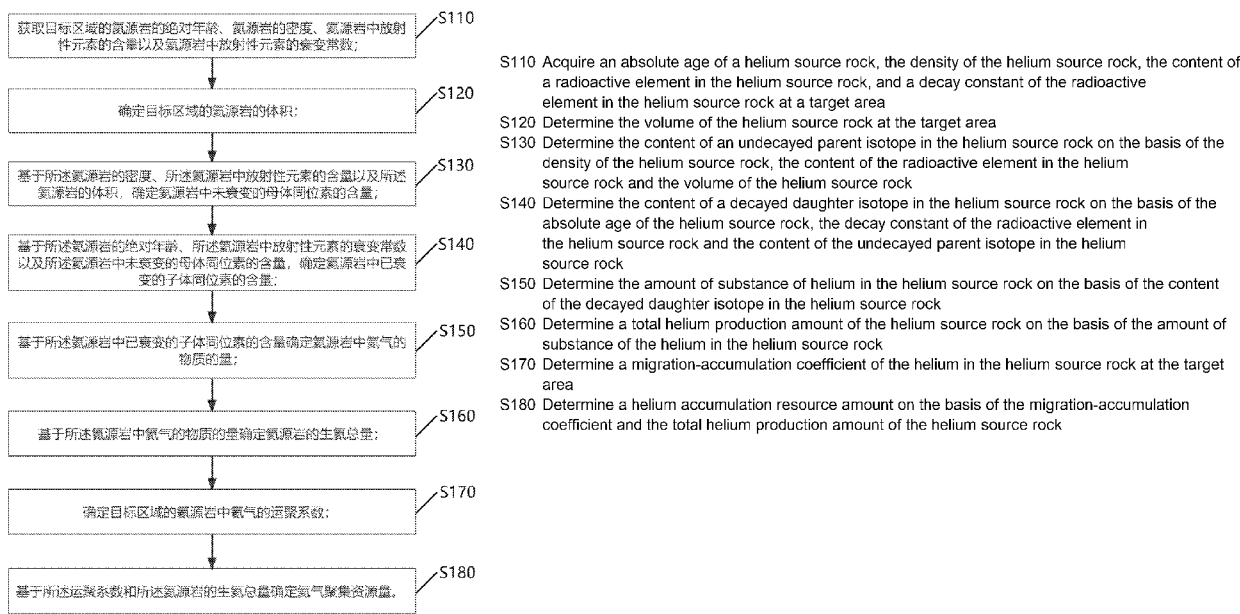 获取目标区域的氦源岩的绝对年龄、氦源岩的密度、氦源岩中放射
性元素的含量以及氦源岩中放射性元素的衰变常数；
S110
确定目标区域的氦源岩的体积；
S120
基于所述氦源岩的密度、所述氦源岩中放射性元素的含量以及所述
氦源岩的体积，确定氦源岩中未衰变的母体同位素的含量；
S130
基于所述氦源岩的绝对年龄、所述氦源岩中放射性元素的衰变常数
以及所述氦源岩中未衰变的母体同位素的含量，确定氦源岩中已衰
变的子体同位素的含量；
S140
基于所述氦源岩中已衰变的子体同位素的含量确定氦源岩中氦气的
物质的量；
S150
基于所述氦源岩中氦气的物质的量确定氦源岩的生氦总量；
S160
确定目标区域的氦源岩中氦气的运聚系数；
S170
基于所述运聚系数和所述氦源岩的生氦总量确定氦气聚集资源量。
S180
S110 Acquire an absolute age of a helium source rock, the density of the helium source rock, the content of
a radioactive element in the helium source rock, and a decay constant of the radioactive
element in the helium source rock at a target area
S120 Determine the volume of the helium source rock at the target area
S130 Determine the content of an undecayed parent isotope in the helium source rock on the basis of the
density of the helium source rock, the content of the radioactive element in the helium
source rock and the volume of the helium source rock
S140 Determine the content of a decayed daughter isotope in the helium source rock on the basis of the
absolute age of the helium source rock, the decay constant of the radioactive element in
the helium source rock and the content of the undecayed parent isotope in the helium
source rock
S150 Determine the amount of substance of helium in the helium source rock on the basis of the content
of the decayed daughter isotope in the helium source rock
S160 Determine a total helium production amount of the helium source rock on the basis of the amount of
substance of the helium in the helium source rock
S170 Determine a migration-accumulation coefficient of the helium in the helium source rock at the target
area
S180 Determine a helium accumulation resource amount on the basis of the migration-accumulation
coefficient and the total helium production amount of the helium source rock